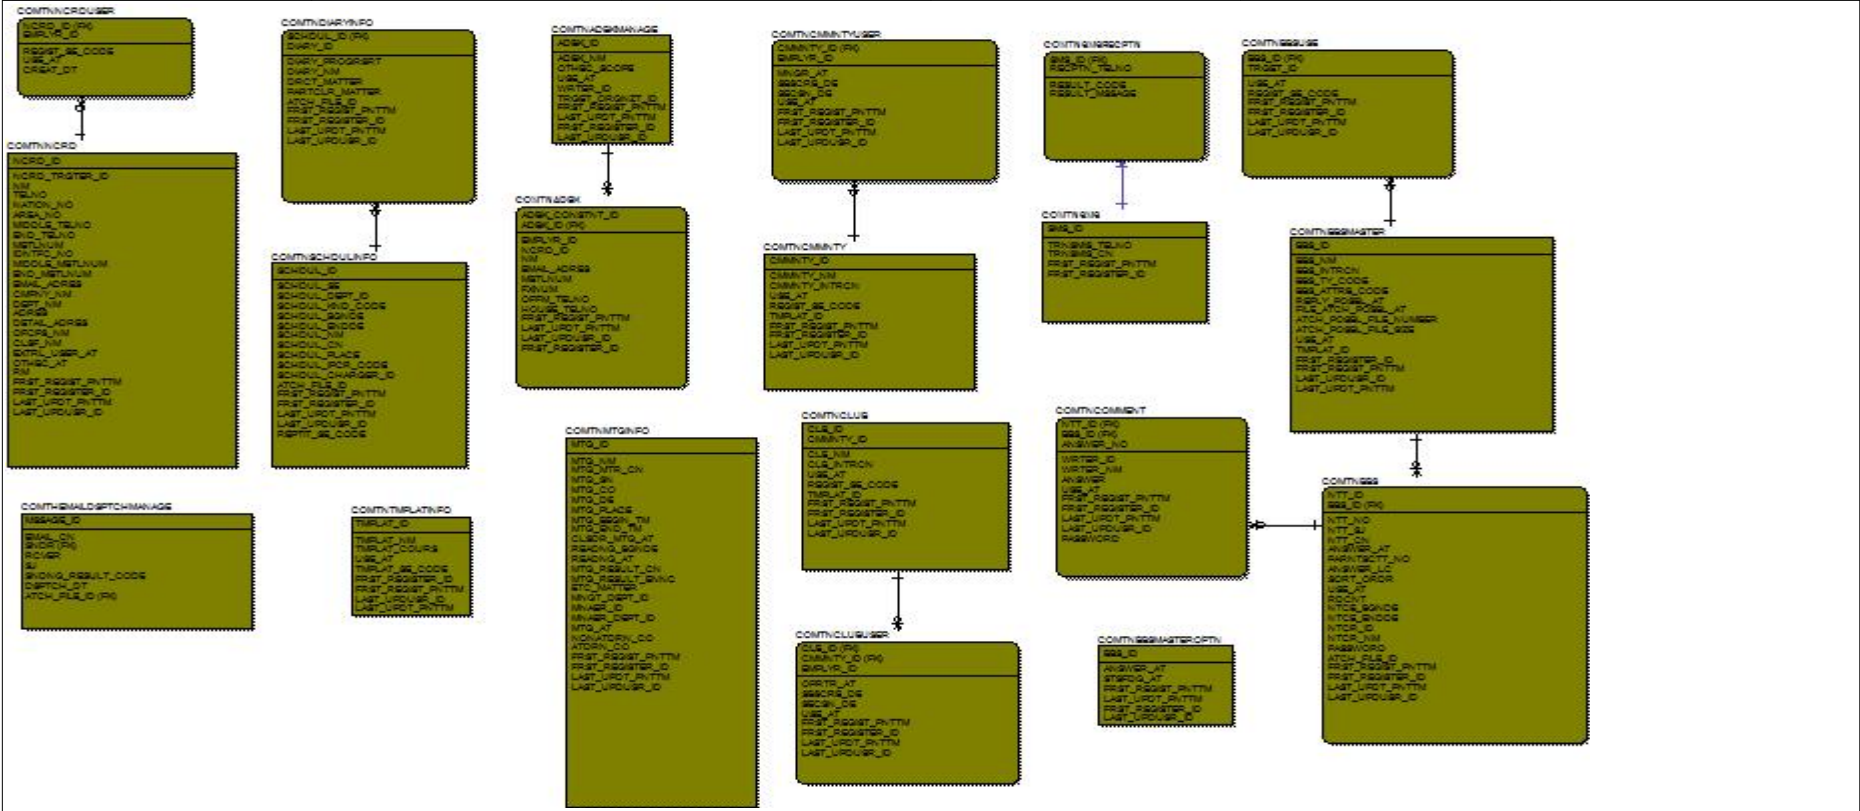 COMTNNCRDUSER
NCRD_ID (FK)
EMPLYR_ID
REGIST_SE_CODE
USE_AT
CREAT_DT
COMTNNCRD
NCRD_ID
NCRD_TRGTER_ID
NM
TELNO
NATION_NO
AREA_NO
MIDDLE_TELNO
END_TELNO
MBTLNUM
IDNTFC_NO
MIDDLE_MBTLNUM
END_MBTLNUM
EMAIL_ADRES
CMPNY_NM
DEPT_NM
ADRES
DETAIL_ADRES
OFCPS_NM
CLSF_NM
EXTRL_USER_AT
OTHBC_AT
RM
FRST_REGIST_PNTTM
FRST_REGISTER_ID
LAST_UPDT_PNTTM
LAST_UPDUSR_ID
COMTHEMAILDSPTCHMANAGE
MSSAGE_ID
EMAIL_CN
SNDR (FK)
RCVER
SJ
SNDNG_RESULT_CODE
DSPTCH_DT
ATCH_FILE_ID (FK)
COMTNDIARYINFO
SCHDUL_ID (FK)
DIARY_ID
DIARY_PROGRSRT
DIARY_NM
DRCT_MATTER
PARTCLR_MATTER
ATCH_FILE_ID
FRST_REGIST_PNTTM
FRST_REGISTER_ID
LAST_UPDT_PNTTM
LAST_UPDUSR_ID
COMTNSCHDULINFO
SCHDUL_ID
SCHDUL_SE
SCHDUL_DEPT_ID
SCHDUL_KND_CODE
SCHDUL_BGNDE
SCHDUL_ENDDE
SCHDUL_NM
SCHDUL_CN
SCHDUL_PLACE
SCHDUL_IPCR_CODE
SCHDUL_CHARGER_ID
ATCH_FILE_ID
FRST_REGIST_PNTTM
FRST_REGISTER_ID
LAST_UPDT_PNTTM
LAST_UPDUSR_ID
REPTIT_SE_CODE
COMTNTMPLATINFO
TMPLAT_ID
TMPLAT_NM
TMPLAT_COURS
USE_AT
TMPLAT_SE_CODE
FRST_REGISTER_ID
FRST_REGIST_PNTTM
LAST_UPDUSR_ID
LAST_UPDT_PNTTM
COMTNADBKMANAGE
ADBK_ID
ADBK_NM
OTHBC_SCOPE
USE_AT
WRTER_ID
TRGET_ORGNZT_ID
FRST_REGIST_PNTTM
LAST_UPDT_PNTTM
FRST_REGISTER_ID
LAST_UPDUSR_ID
COMTNADBK
ADBK_CONSTNT_ID
ADBK_ID (FK)
EMPLYR_ID
NCRD_ID
NM
EMAIL_ADRES
MBTLNUM
FXNUM
OFFM_TELNO
HOUSE_TELNO
FRST_REGIST_PNTTM
LAST_UPDT_PNTTM
LAST_UPDUSR_ID
FRST_REGISTER_ID
COMTNMTGINFO
MTG_ID
MTG_NM
MTG_MTR_CN
MTG_SN
MTG_CO
MTG_DE
MTG_PLACE
MTG_BEGIN_TM
MTG_END_TM
CLSDR_MTG_AT
READNG_BGNDE
READNG_AT
MTG_RESULT_CN
MTG_RESULT_ENNC
ETC_MATTER
MNGT_DEPT_ID
MNAER_ID
MNAER_DEPT_ID
MTG_AT
NONATDRN_CO
ATDRN_CO
FRST_REGIST_PNTTM
FRST_REGISTER_ID
LAST_UPDT_PNTTM
LAST_UPDUSR_ID
COMTNCMMNTYUSER
CMMNTY_ID (FK)
EMPLYR_ID
MNGR_AT
SBSCRB_DE
SECSN_DE
USE_AT
FRST_REGIST_PNTTM
FRST_REGISTER_ID
LAST_UPDT_PNTTM
LAST_UPDUSR_ID
COMTNCMMNTY
CMMNTY_ID
CMMNTY_NM
CMMNTY_INTRCN
USE_AT
REGIST_SE_CODE
TMPLAT_ID
FRST_REGIST_PNTTM
FRST_REGISTER_ID
LAST_UPDT_PNTTM
LAST_UPDUSR_ID
COMTNCLUB
CLB_ID
CMMNTY_ID
CLB_NM
CLB_INTRCN
USE_AT
REGIST_SE_CODE
TMPLAT_ID
FRST_REGIST_PNTTM
FRST_REGISTER_ID
LAST_UPDT_PNTTM
LAST_UPDUSR_ID
COMTNCLUBUSER
CLB_ID (FK)
CMMNTY_ID (FK)
EMPLYR_ID
OPRTR_AT
SBSCRB_DE
SECSN_DE
USE_AT
FRST_REGIST_PNTTM
FRST_REGISTER_ID
LAST_UPDT_PNTTM
LAST_UPDUSR_ID
COMTNSMSRECPTN
SMS_ID (FK)
RECPTN_TELNO
RESULT_CODE
RESULT_MSSAGE
COMTNSMS
SMS_ID
TRNSMIS_TELNO
TRNSMIS_CN
FRST_REGIST_PNTTM
FRST_REGISTER_ID
COMTNCOMMENT
NTT_ID (FK)
BBS_ID (FK)
ANSWER_NO
WRTER_ID
WRTER_NM
ANSWER
USE_AT
FRST_REGIST_PNTTM
FRST_REGISTER_ID
LAST_UPDT_PNTTM
LAST_UPDUSR_ID
PASSWORD
COMTNBBSMASTEROPTN
BBS_ID
ANSWER_AT
STSFDG_AT
FRST_REGIST_PNTTM
LAST_UPDT_PNTTM
FRST_REGISTER_ID
LAST_UPDUSR_ID
COMTNBBSUSE
BBS_ID (FK)
TRGET_ID
USE_AT
REGIST_SE_CODE
FRST_REGIST_PNTTM
FRST_REGISTER_ID
LAST_UPDT_PNTTM
LAST_UPDUSR_ID
COMTNBBSMASTER
BBS_ID
BBS_NM
BBS_INTRCN
BBS_TY_CODE
BBS_ATTRB_CODE
REPLY_POSBL_AT
FILE_ATCH_POSBL_AT
ATCH_POSBL_FILE_NUMBER
ATCH_POSBL_FILE_SIZE
USE_AT
TMPLAT_ID
FRST_REGISTER_ID
FRST_REGIST_PNTTM
LAST_UPDUSR_ID
LAST_UPDT_PNTTM
COMTNBBS
NTT_ID
BBS_ID (FK)
NTT_NO
NTT_SJ
NTT_CN
ANSWER_AT
PARNTSCTT_NO
ANSWER_LC
SORT_ORDR
USE_AT
RDCNT
NTCE_BGNDE
NTCE_ENDDE
NTCR_ID
NTCR_NM
PASSWORD
ATCH_FILE_ID
FRST_REGIST_PNTTM
FRST_REGISTER_ID
LAST_UPDT_PNTTM
LAST_UPDUSR_ID